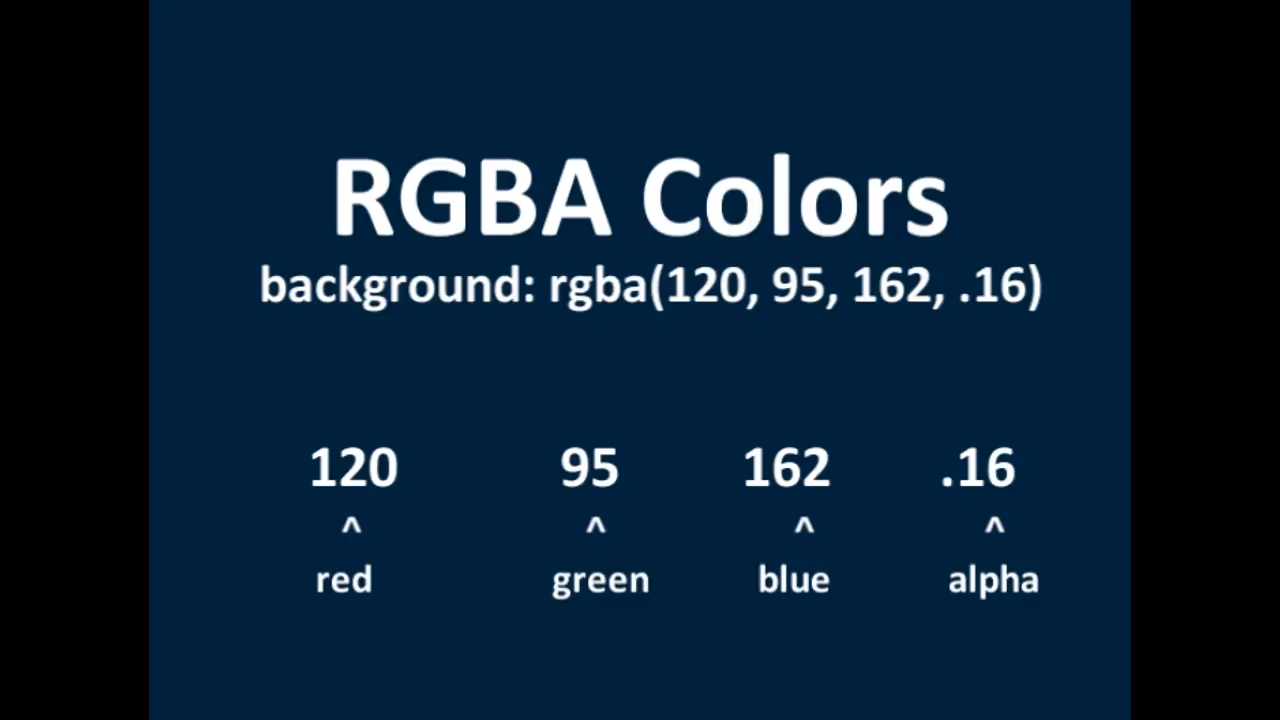 RGBA Colors
background: rgba(120, 95, 162, .16)
120 95 162 .16
^ ^ ^ ^
red green blue alpha